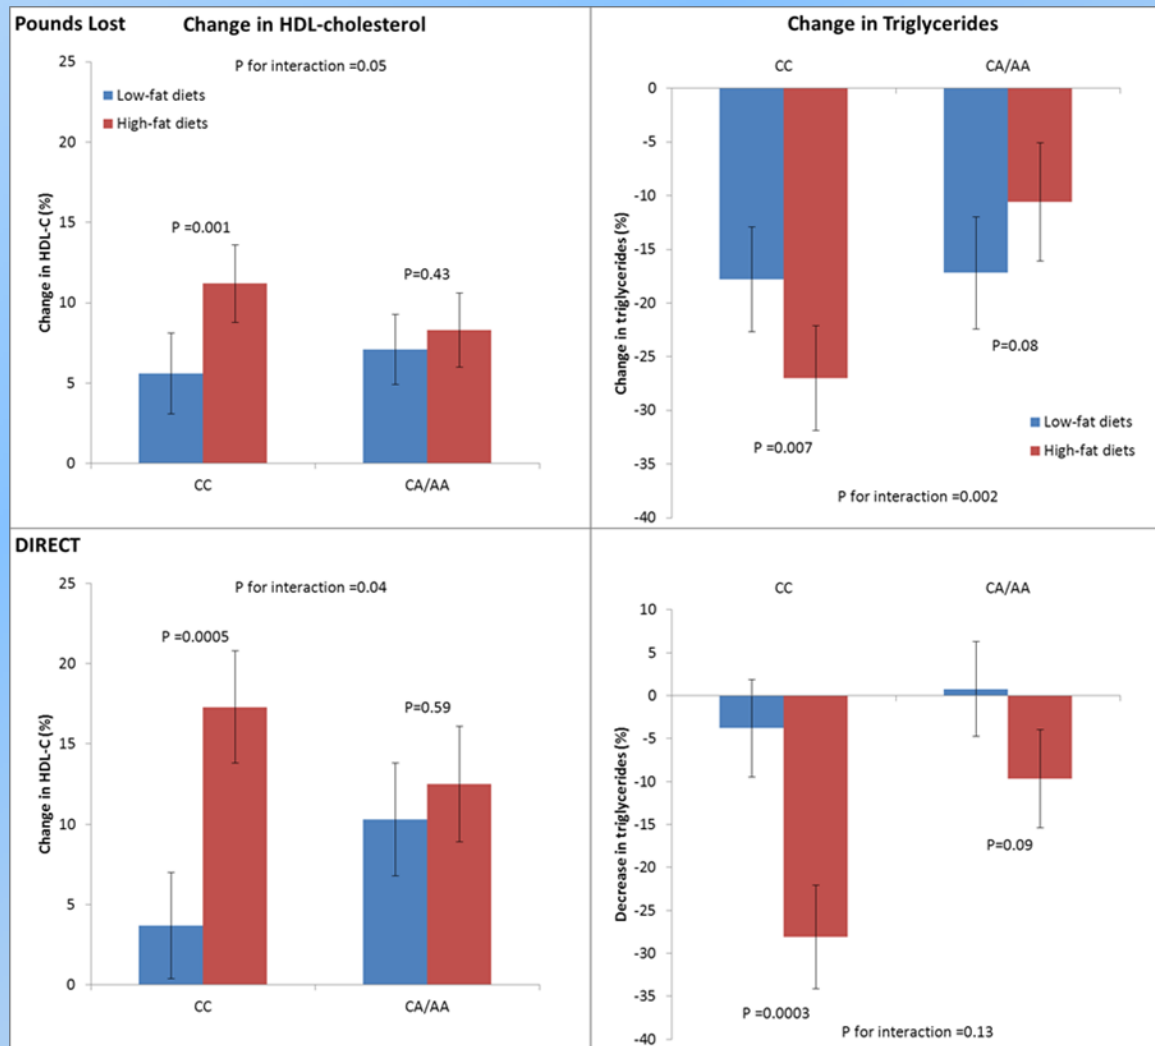 Pounds Lost
Change in HDL-cholesterol
P for interaction =0.05
Low-fat diets
High-fat diets
25
20
15
10
5
0
Change in HDL-C (%)
P =0.001
P=0.43
CC
CA/AA
Change in Triglycerides
CC
CA/AA
0
-5
-10
-15
-20
-25
-30
-35
-40
Change in triglycerides (%)
P =0.007
P=0.08
Low-fat diets
High-fat diets
P for interaction =0.002
DIRECT
P for interaction =0.04
25
20
15
10
5
0
Change in HDL-C (%)
P =0.0005
P=0.59
CC
CA/AA
CC
CA/AA
10
5
0
-5
-10
-15
-20
-25
-30
-35
-40
Decrease in triglycerides (%)
P =0.0003
P=0.09
P for interaction =0.13